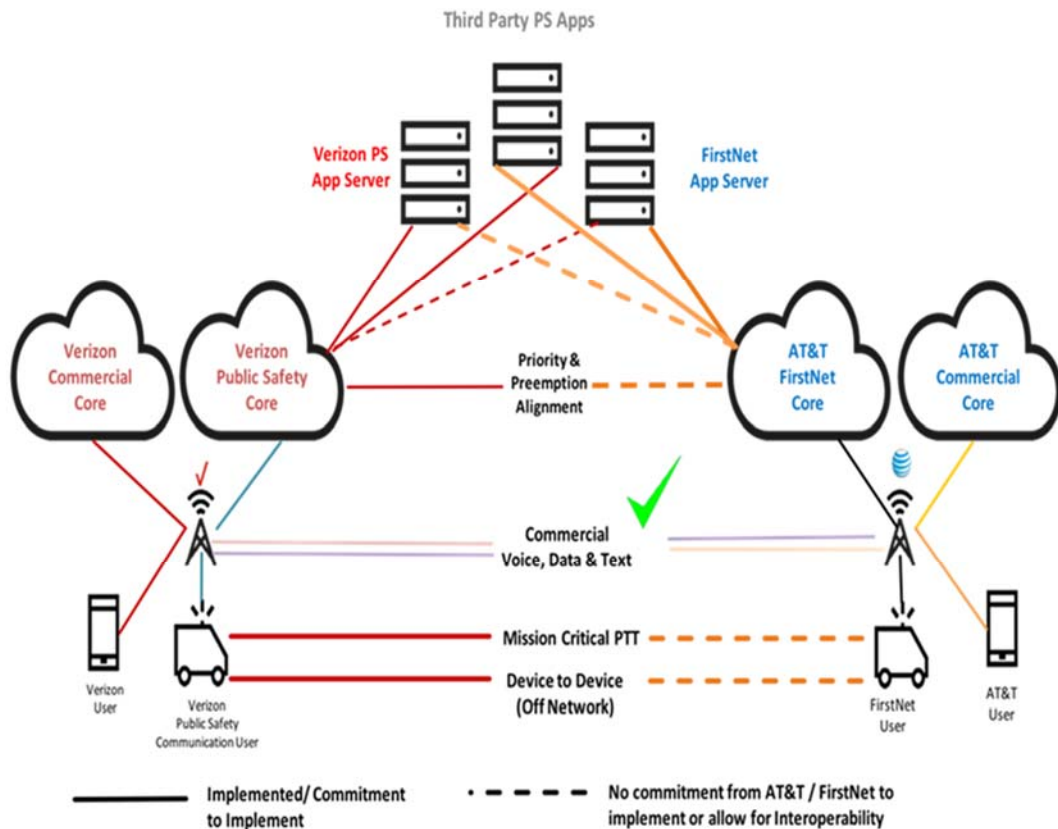 Third Party PS Apps
Verizon PS
App Server
FirstNet
App Server
Verizon
Commercial
Core
Verizon
Public Safety
Core
Priority &
Preemption
Alignment
AT&T
FirstNet
Core
AT&T
Commercial
Core
Commercial
Voice, Data & Text
Mission Critical PTT
Device to Device
(Off Network)
Verizon
User
Verizon
Public Safety
Communication User
FirstNet
User
AT&T
User
Implemented/ Commitment
to Implement
No commitment from AT&T / FirstNet to
implement or allow for Interoperability